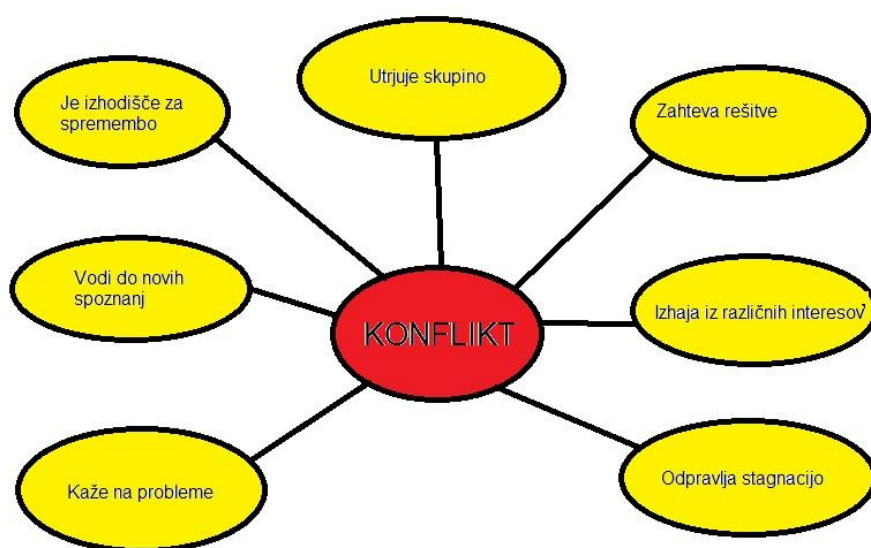 Utrjuje skupino
Je izhodišče za
spremembo
Zahteva rešitve
Vodi do novih
spoznanj
KONFLIKT
Izhaja iz različnih interesov
Kaže na probleme
Odpravlja stagnacijo